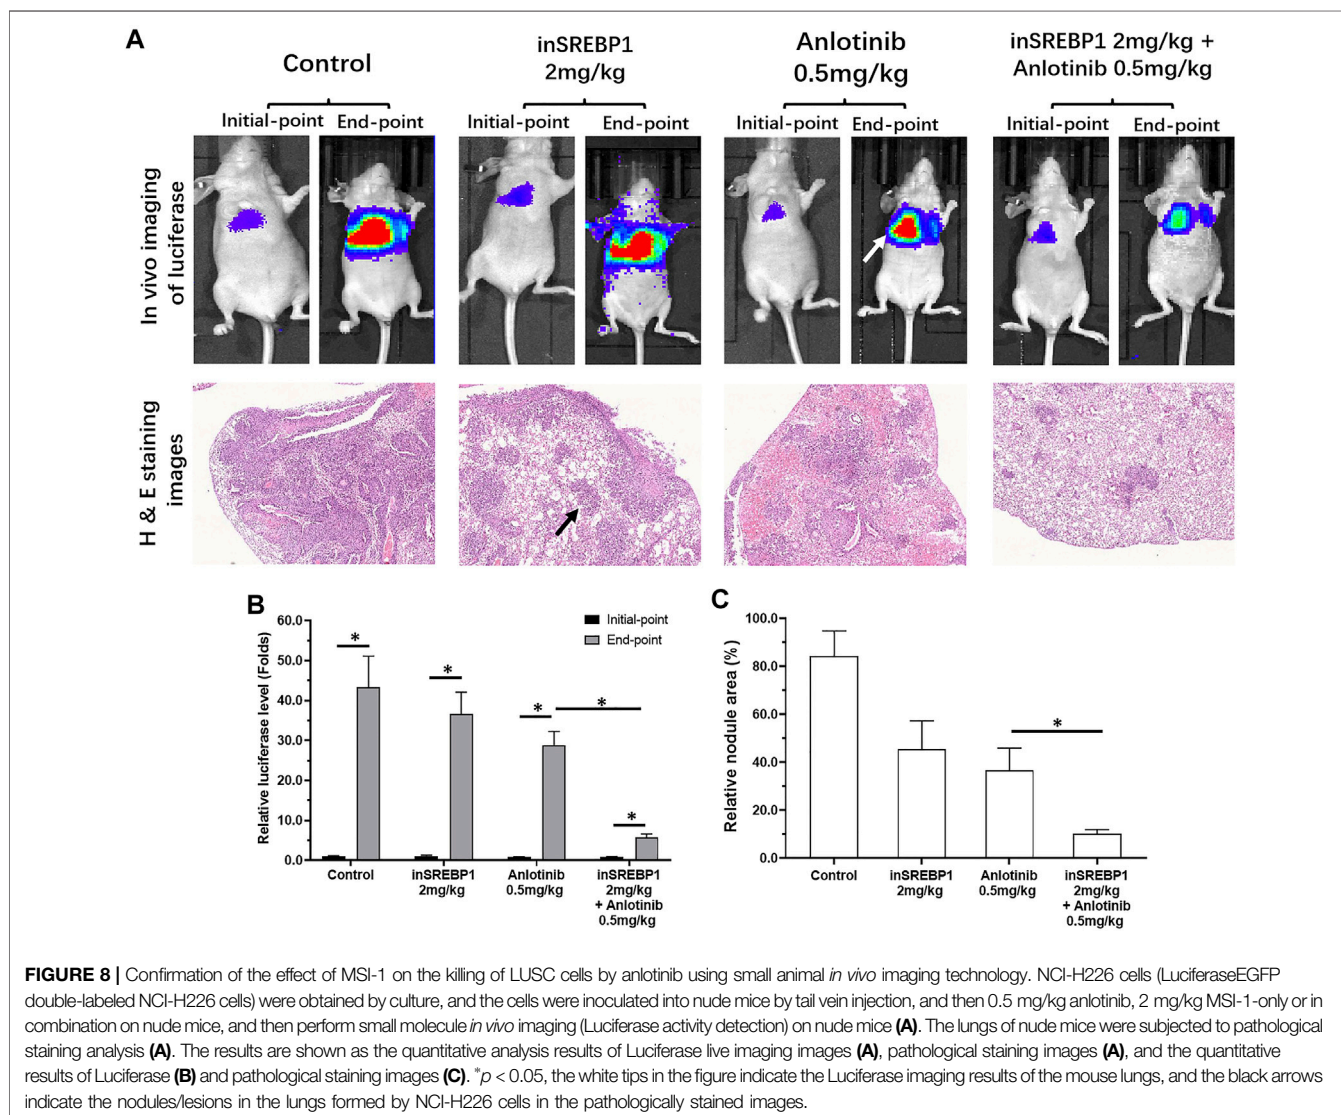 A
Control
inSREBP1
2mg/kg
Anlotinib
0.5mg/kg
inSREBP1 2mg/kg +
Anlotinib 0.5mg/kg
Initial-point End-point
Initial-point End-point
Initial-point End-point
Initial-point End-point
In vivo imaging
of luciferase
H & E staining
images
B
Relative luciferase level (Folds)
60.0
50.0
40.0
30.0
20.0
10.0
0.0
Initial-point
End-point
*
*
*
*
*
Control
inSREBP1
2mg/kg
Anlotinib
0.5mg/kg
inSREBP1
2mg/kg
+ Anlotinib
0.5mg/kg
C
Relative nodule area (%)
100.0
80.0
60.0
40.0
20.0
0.0
*
Control
inSREBP1
2mg/kg
Anlotinib
0.5mg/kg
inSREBP1
2mg/kg
+ Anlotinib
0.5mg/kg
FIGURE 8 | Confirmation of the effect of MSI-1 on the killing of LUSC cells by anlotinib using small animal in vivo imaging technology. NCI-H226 cells (LuciferaseEGFP
double-labeled NCI-H226 cells) were obtained by culture, and the cells were inoculated into nude mice by tail vein injection, and then 0.5 mg/kg anlotinib, 2 mg/kg MSI-1-only or in
combination on nude mice, and then perform small molecule in vivo imaging (Luciferase activity detection) on nude mice (A). The lungs of nude mice were subjected to pathological
staining analysis (A). The results are shown as the quantitative analysis results of Luciferase live imaging images (A), pathological staining images (A), and the quantitative
results of Luciferase (B) and pathological staining images (C). *p < 0.05, the white tips in the figure indicate the Luciferase imaging results of the mouse lungs, and the black arrows
indicate the nodules/lesions in the lungs formed by NCI-H226 cells in the pathologically stained images.